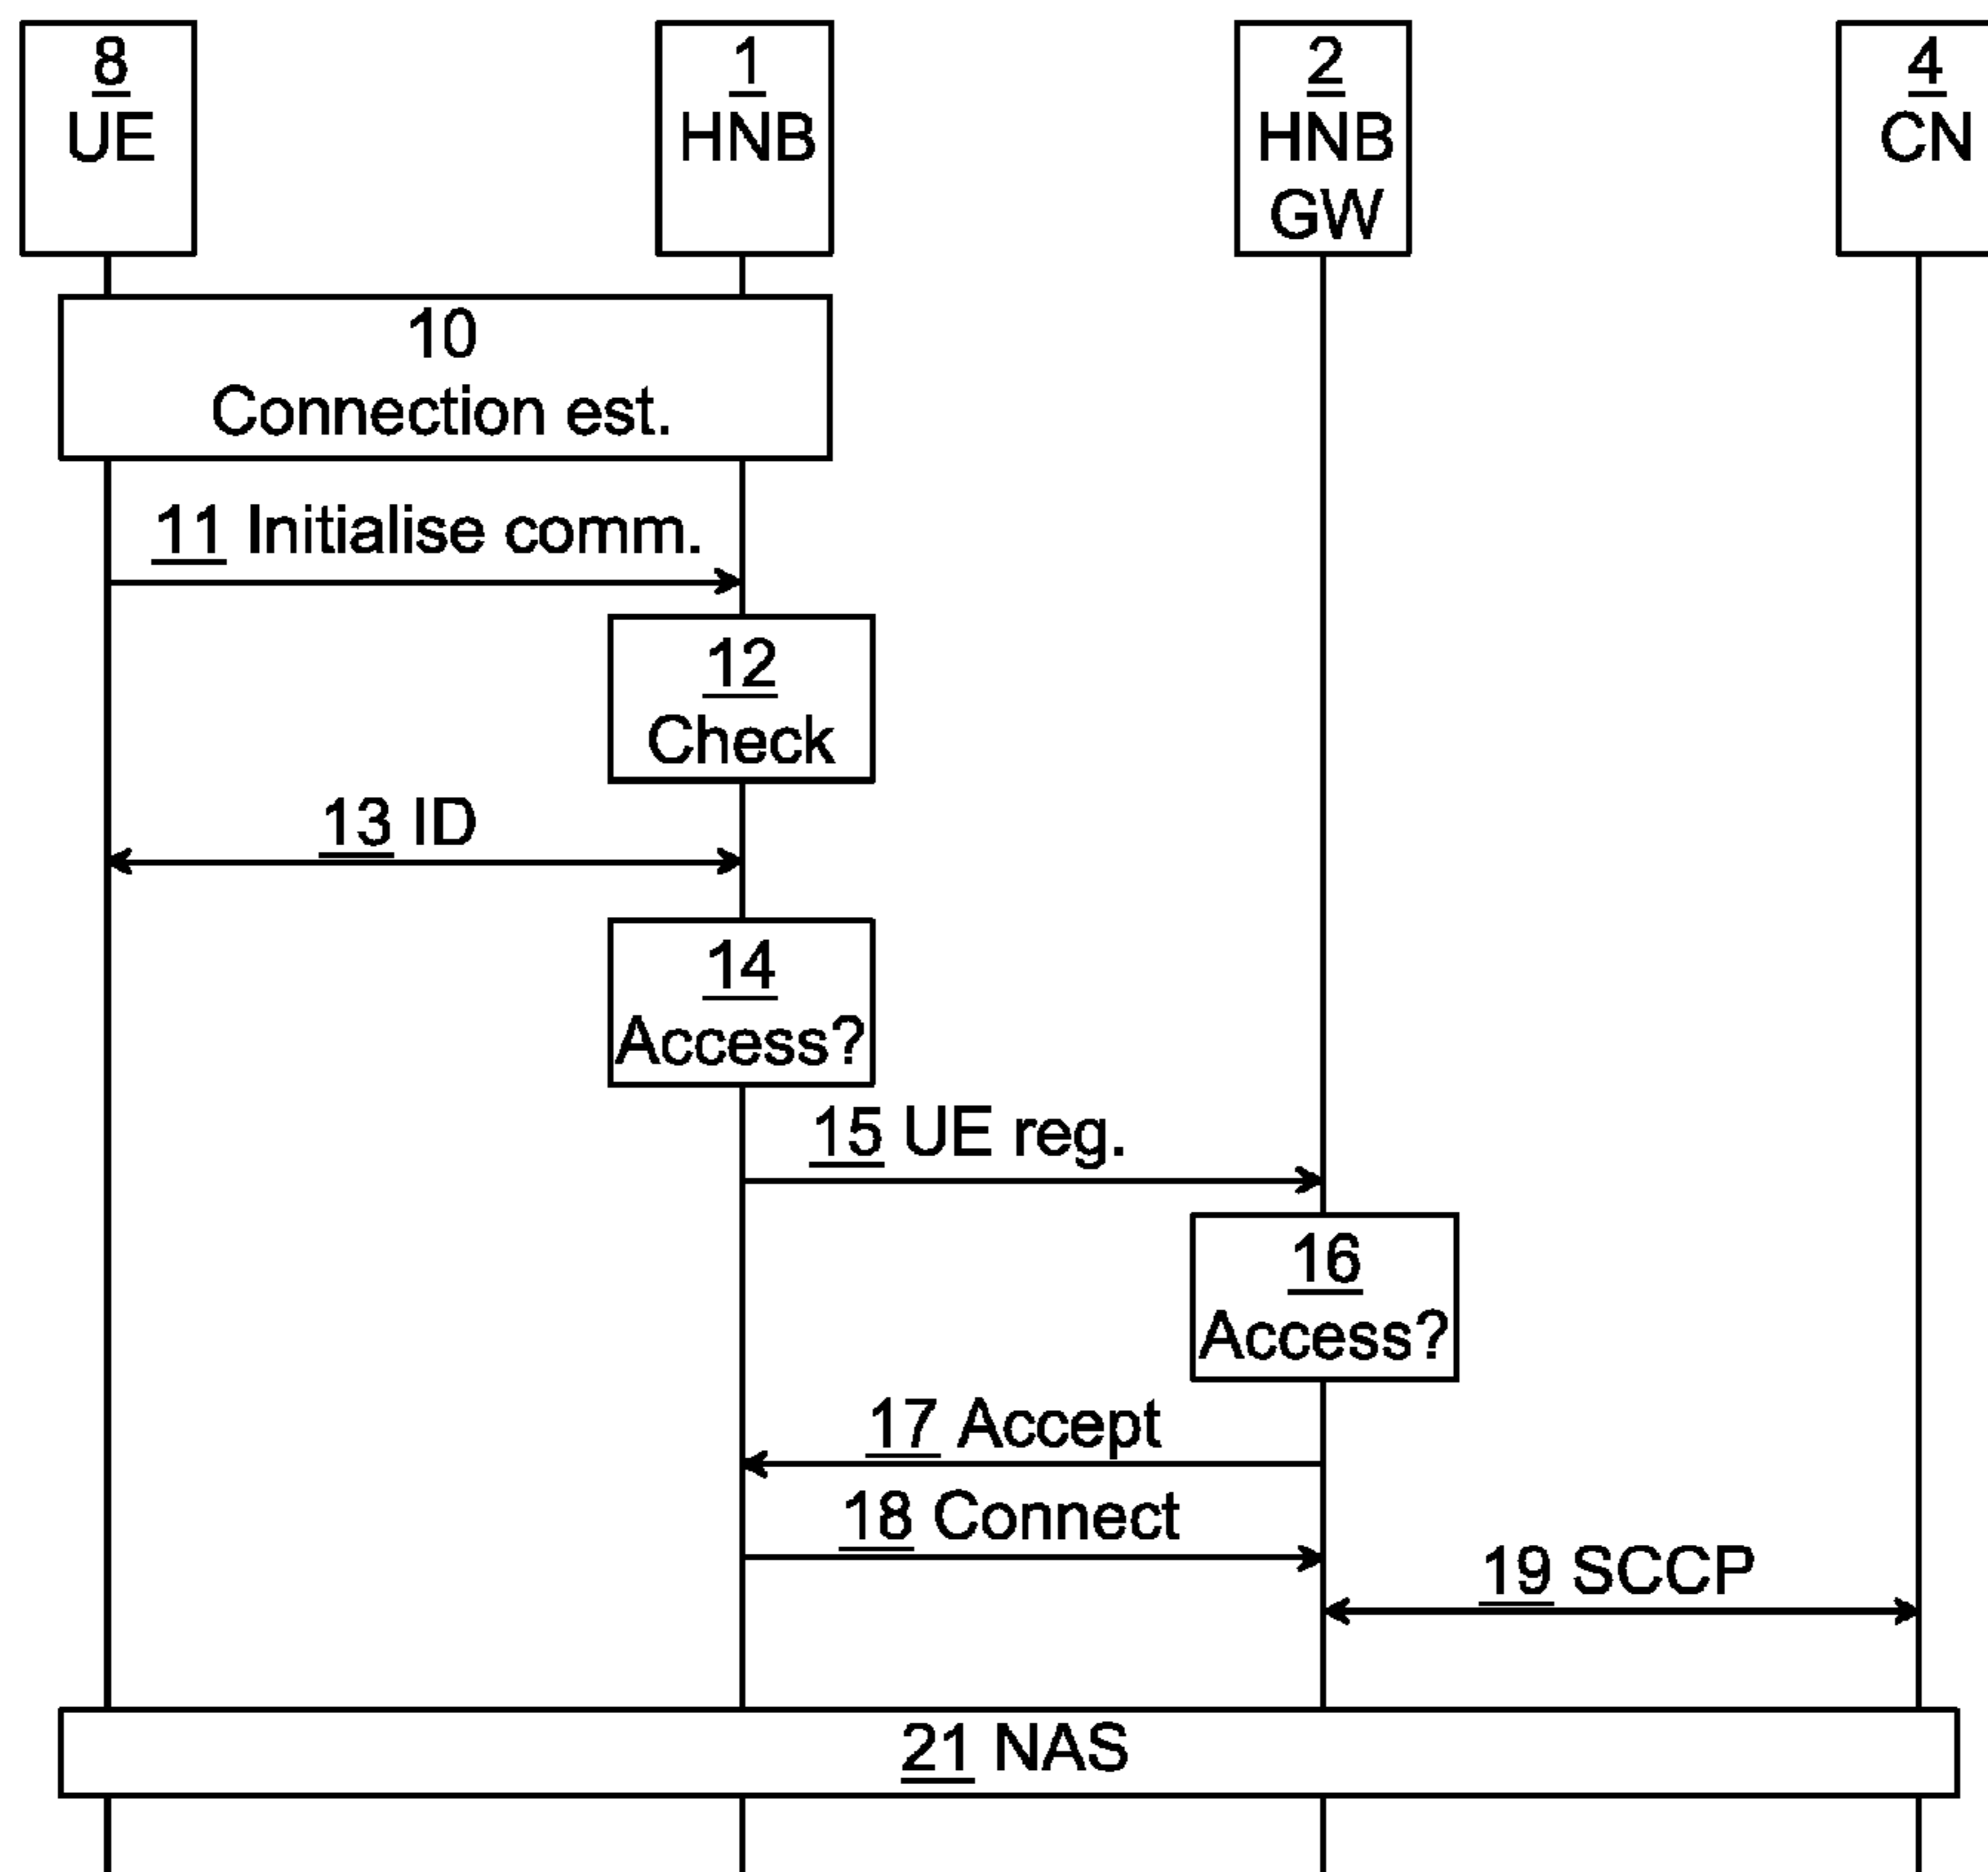 8
UE
1
HNB
2
HNB
GW
4
CN
10
Connection est.
11 Initialise comm.
12
Check
13 ID
14
Access?
15 UE reg.
16
Access?
17 Accept
18 Connect
19 SCCP
21 NAS